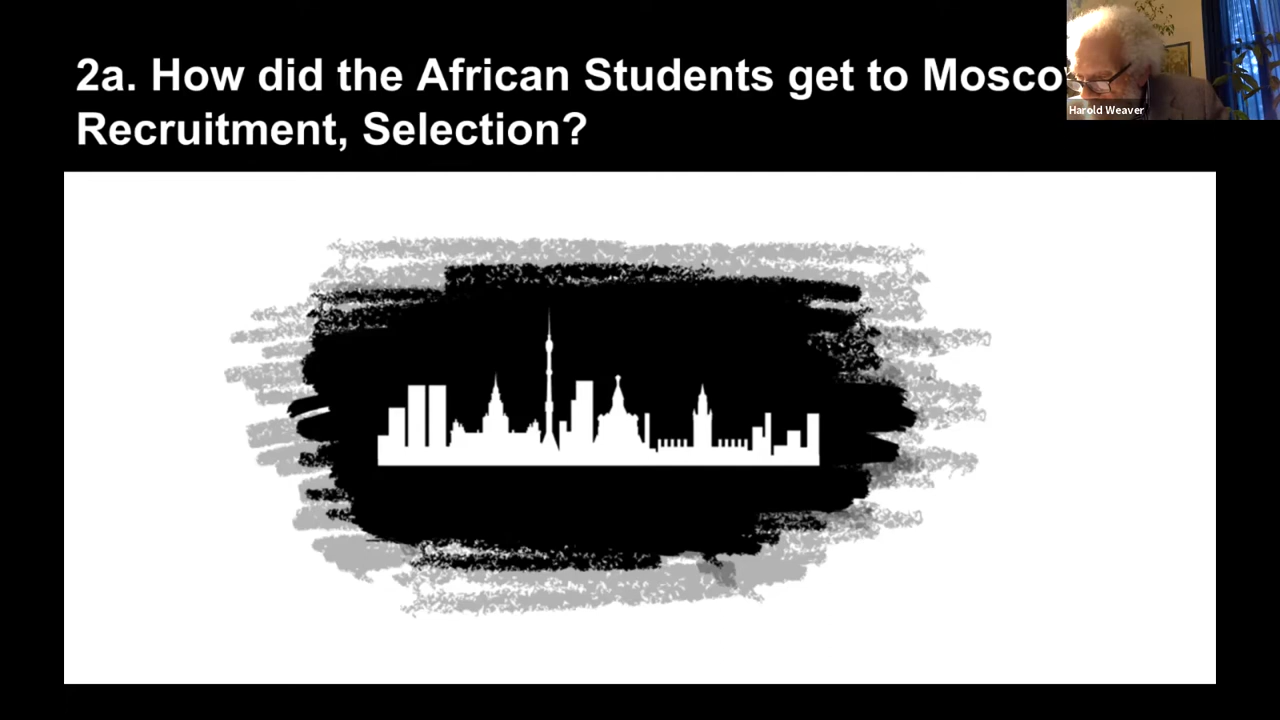 2a. How did the African Students get to Mosco
Recruitment, Selection?
Harold Weaver